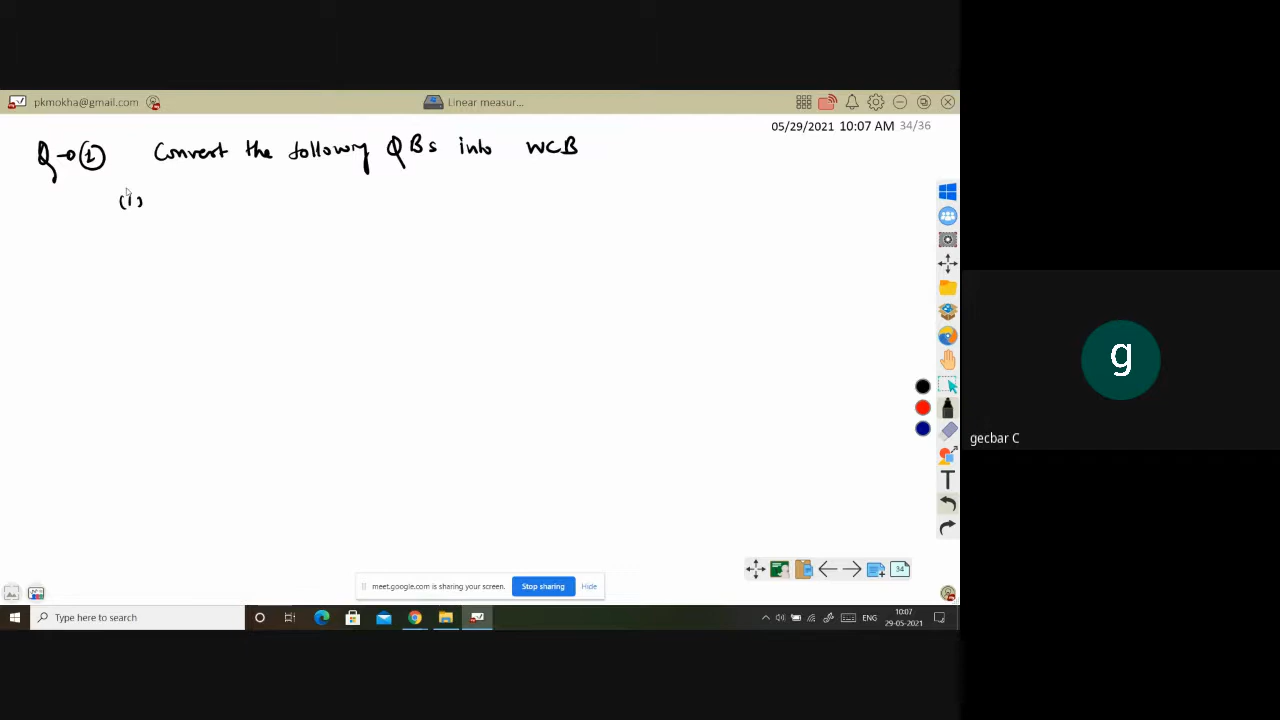 pkmokha@gmail.com
Linear measur...
05/29/2021 10:07 AM 34/36
Q→① Convert the following QBs into WCB
(i)
T
g
gecbar C
34
meet.google.com is sharing your screen. Stop sharing Hide
Type here to search
ENG
10:07
29-05-2021